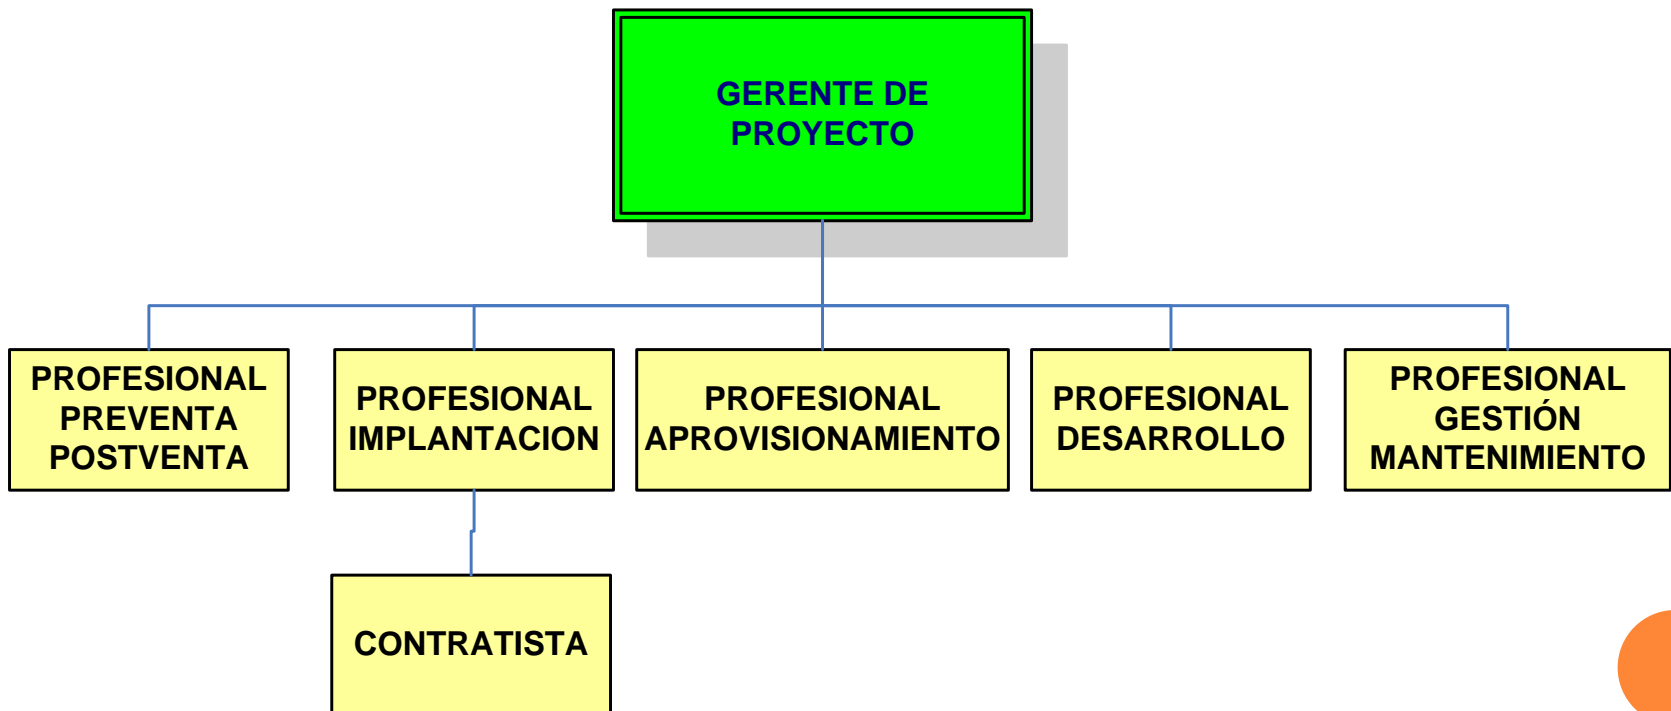 GERENTE DE
PROYECTO
PROFESIONAL
PREVENTA
POSTVENTA
PROFESIONAL
IMPLANTACION
PROFESIONAL
APROVISIONAMIENTO
PROFESIONAL
DESARROLLO
PROFESIONAL
GESTIÓN
MANTENIMIENTO
CONTRATISTA